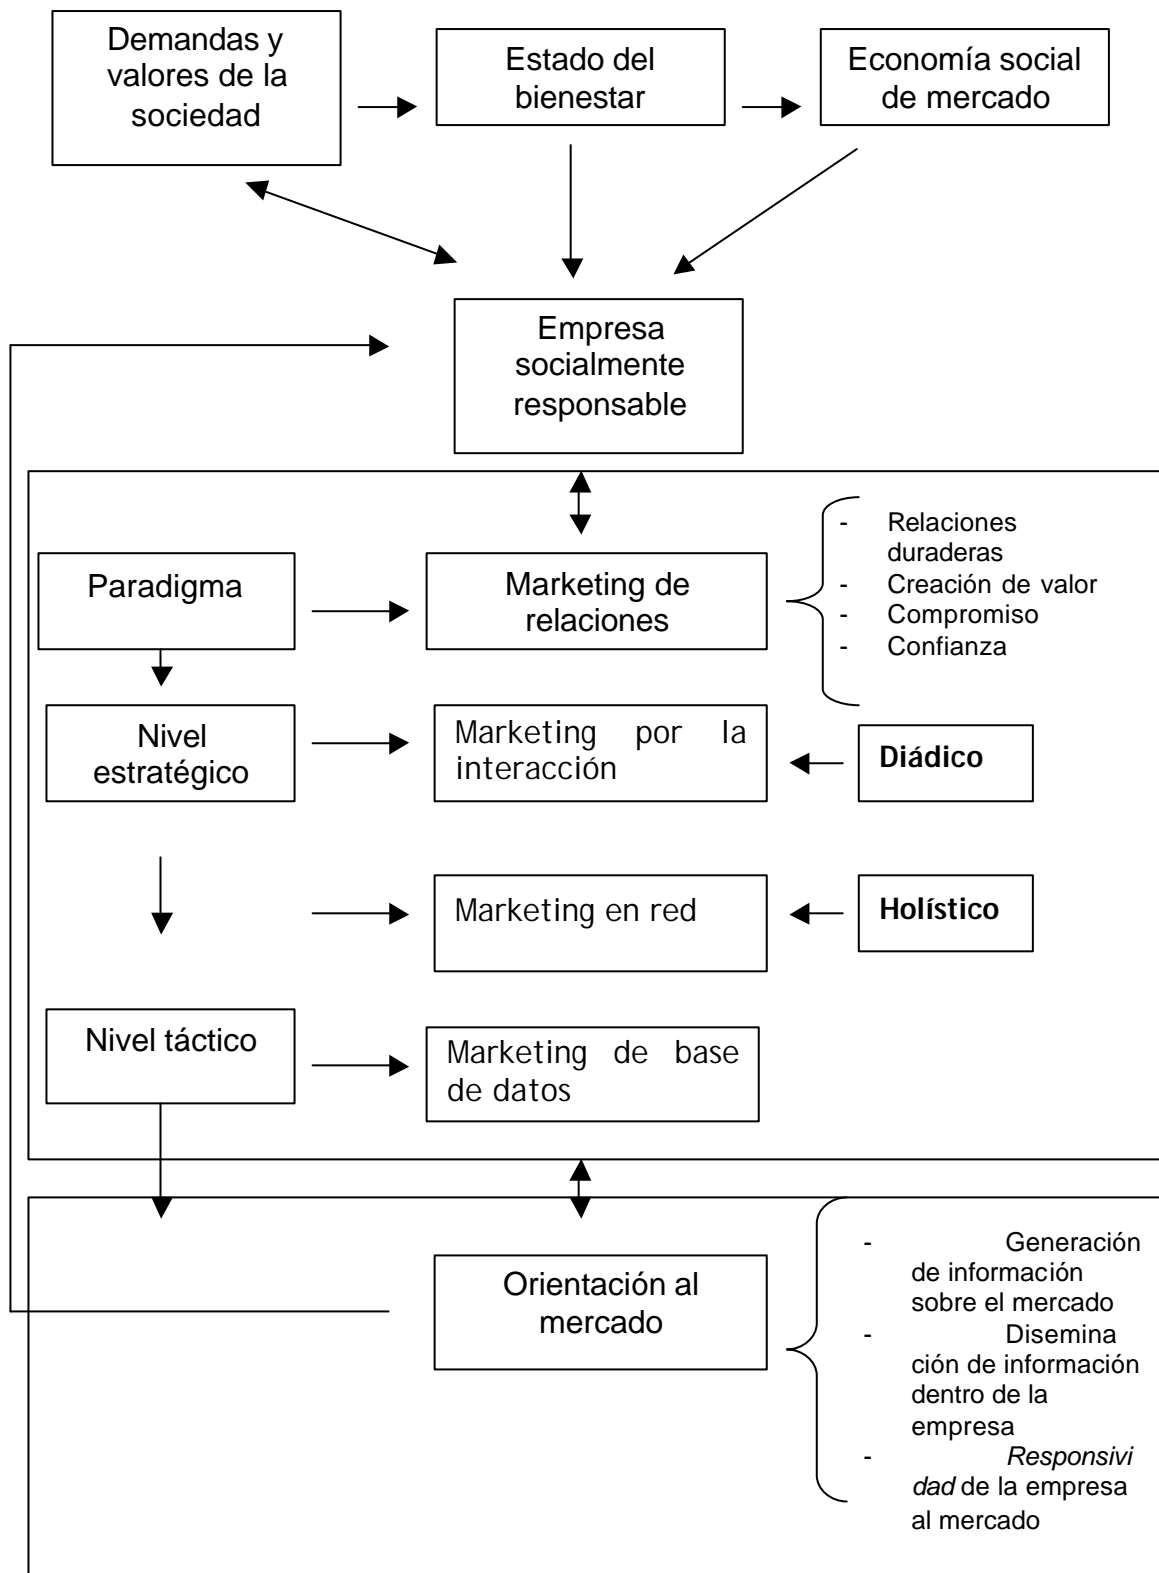 Demandas y
valores de la
sociedad
Estado del
bienestar
Economía social
de mercado
Empresa
socialmente
responsable
Paradigma
Marketing de
relaciones
- Relaciones
duraderas
- Creación de valor
- Compromiso
- Confianza
Nivel
estratégico
Marketing por la
interacción
Diádico
Marketing en red
Holístico
Nivel táctico
Marketing de base
de datos
Orientación al
mercado
- Generación
de información
sobre el mercado
- Disemina
ción de información
dentro de la
empresa
- Responsivi
dad de la empresa
al mercado